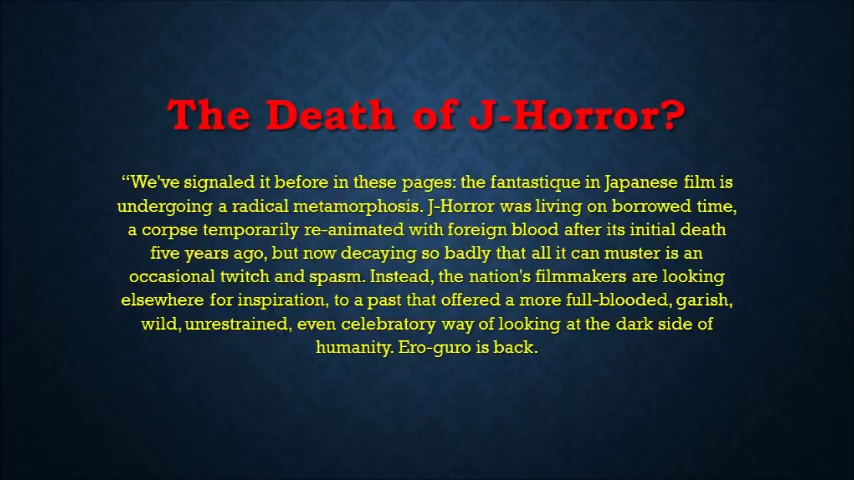 The Death of J-Horror?
“We've signaled it before in these pages: the fantastique in Japanese film is
undergoing a radical metamorphosis. J-Horror was living on borrowed time,
a corpse temporarily re-animated with foreign blood after its initial death
five years ago, but now decaying so badly that all it can muster is an
occasional twitch and spasm. Instead, the nation's filmmakers are looking
elsewhere for inspiration, to a past that offered a more full-blooded, garish,
wild, unrestrained, even celebratory way of looking at the dark side of
humanity. Ero-guro is back.